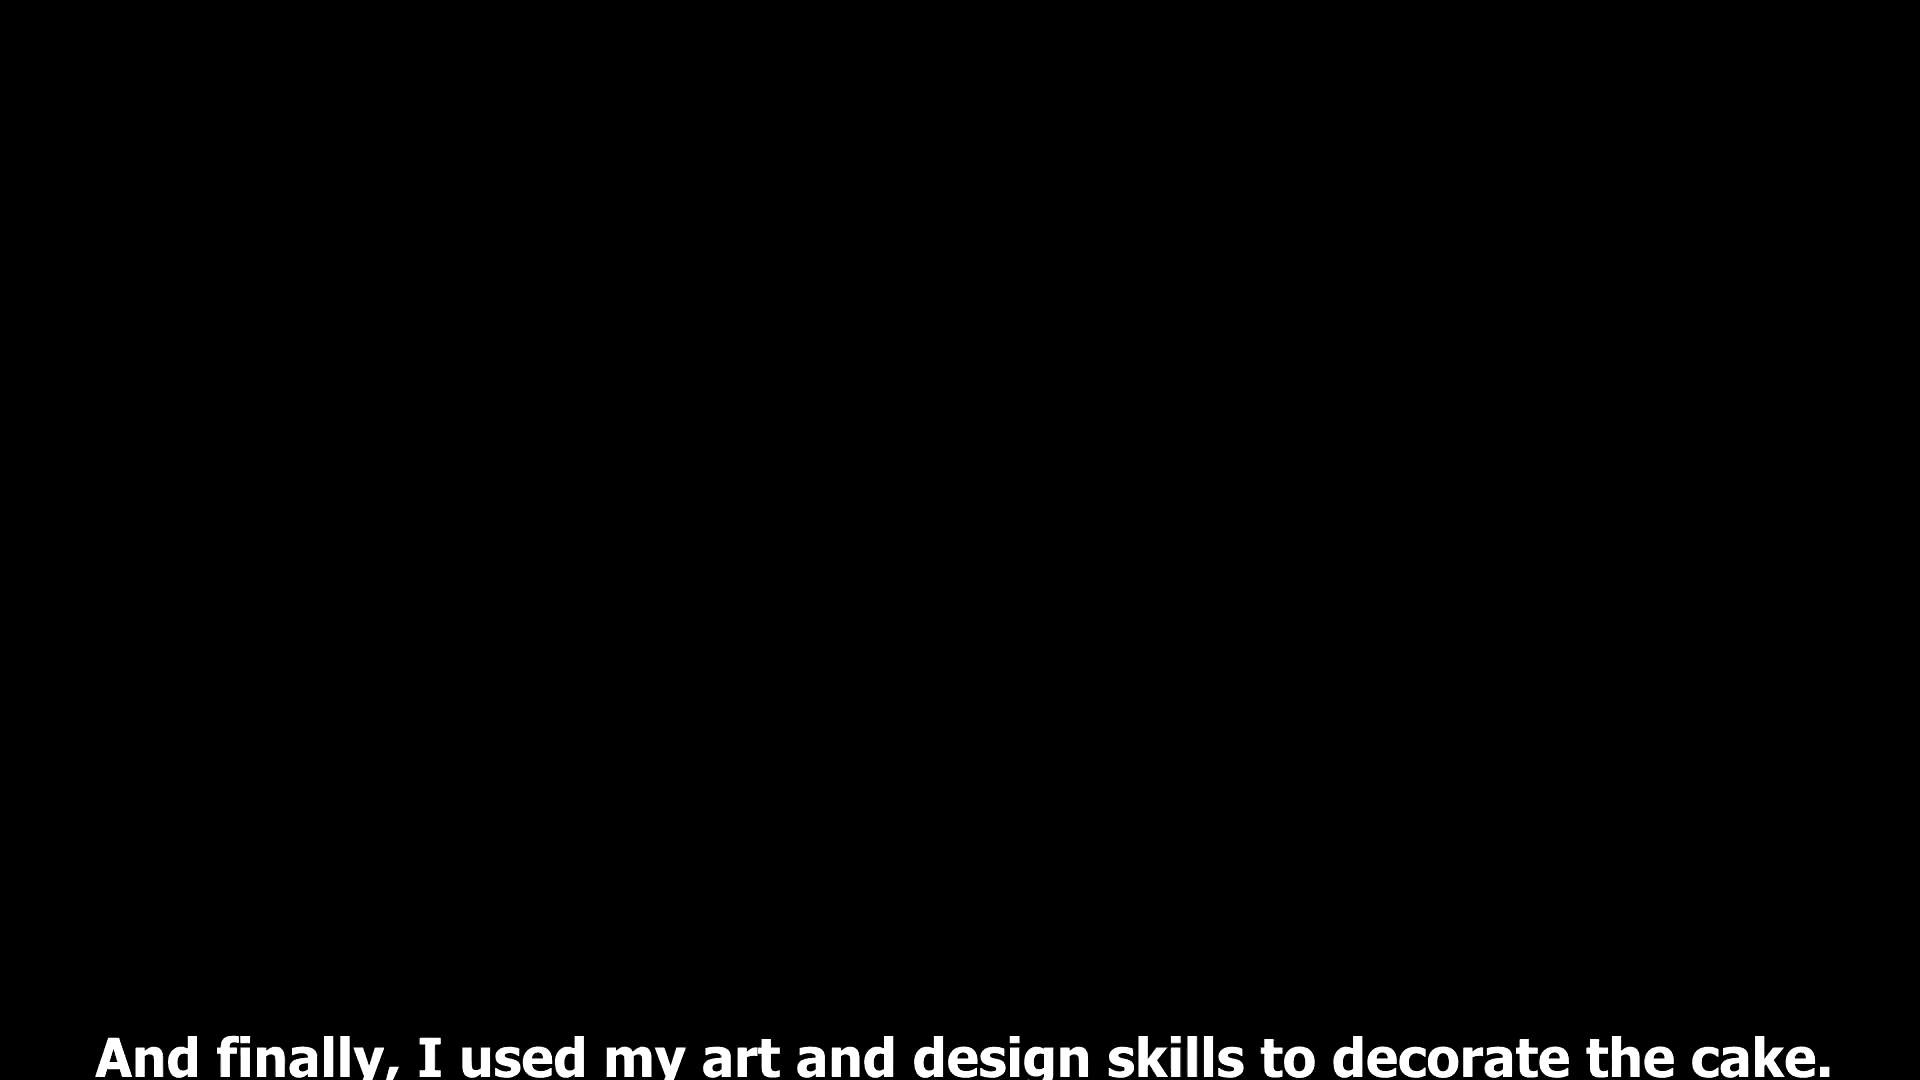 And finally, I used my art and design skills to decorate the cake.